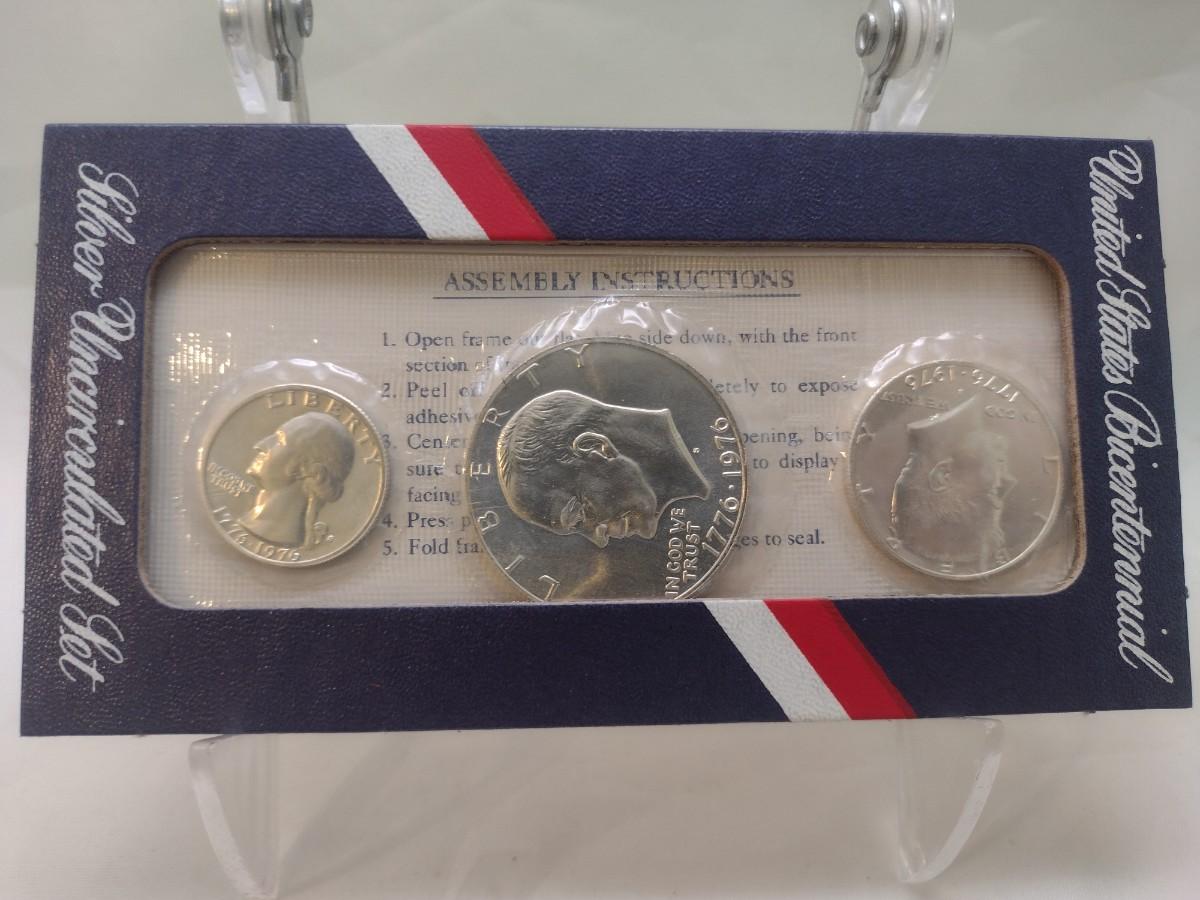 United States Bicentennial
Silver Uncirculated Set
ASSEMBLY INSTRUCTIONS
1. Open frame side down, with the front
section
2. Peel off to expose
adhesive
3. Center opening, being
sure to display
facing
4. Press
5. Fold to seal.
LIBERTY
IN GOD WE
TRUST
1776·1976
LIBERTY
S
IN GOD WE
TRUST
1776·1976
1776·1976
IN GOD
WE TRUST